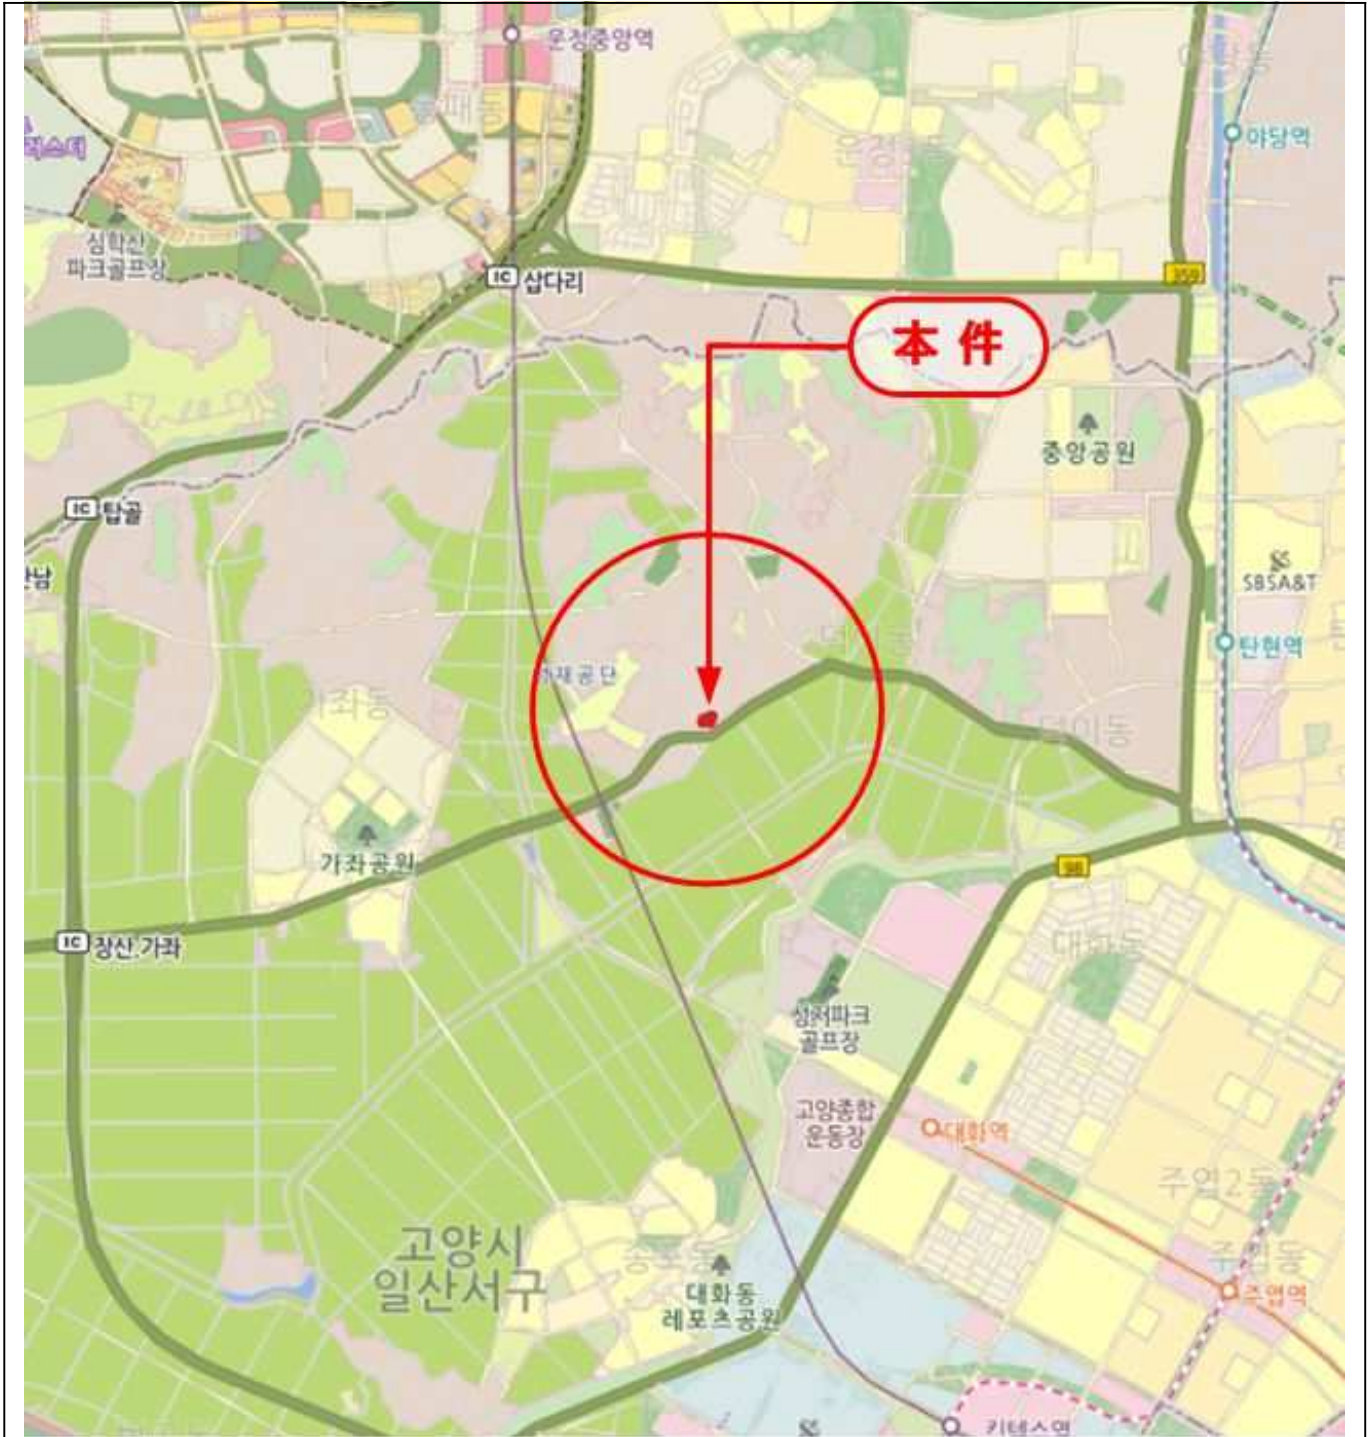 운정중앙역
야당역
심학산
파크골프장
IC 삽다리
359
本件
중앙공원
IC 탑골
SBSA&T
탄현역
가좌동
덕이동
가좌공원
98
IC 장산.가좌
대화동
성저파크
골프장
고양종합
운동장
대화역
주엽2동
고양시
일산서구
송포동
주엽동
대화동
레포츠공원
주엽역
킨텍스역